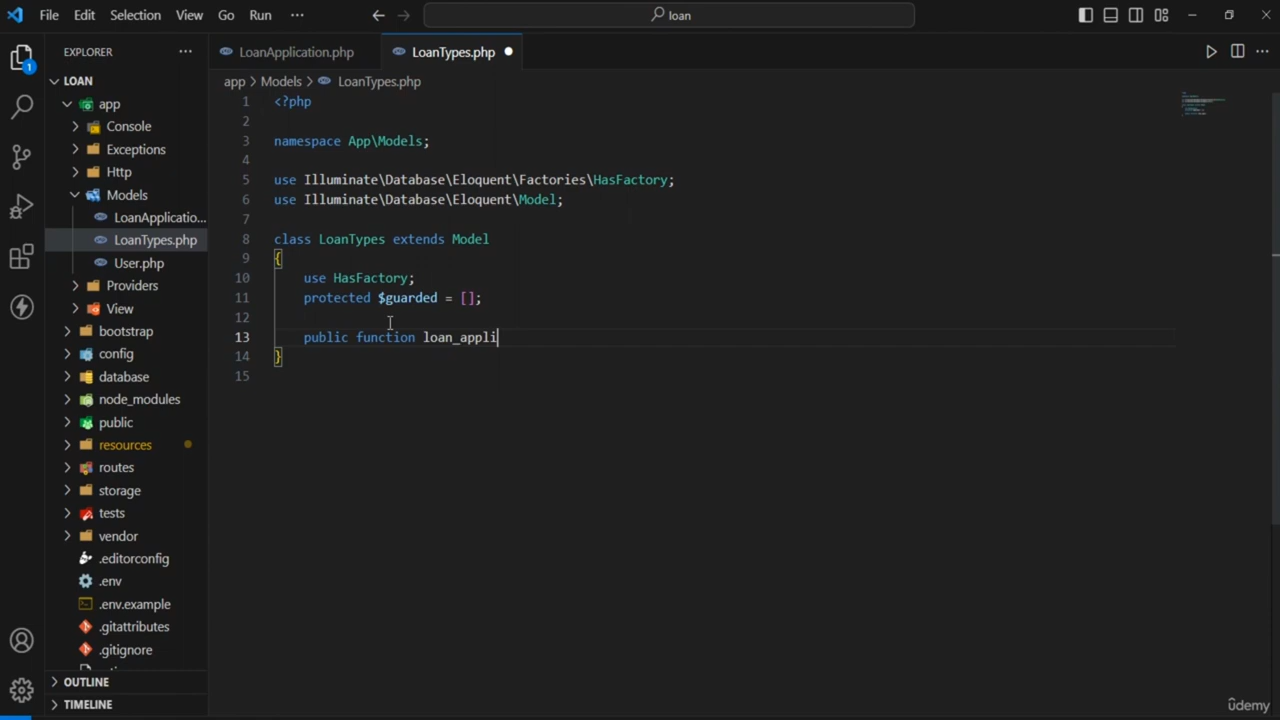 File Edit Selection View Go Run ··· loan
EXPLORER ···
LOAN
app
Console
Exceptions
Http
Models
LoanApplicatio...
LoanTypes.php
User.php
Providers
View
bootstrap
config
database
node_modules
public
resources
routes
storage
tests
vendor
.editorconfig
.env
.env.example
.gitattributes
.gitignore
OUTLINE
TIMELINE
1
LoanApplication.php LoanTypes.php
app > Models > LoanTypes.php
1 <?php
2
3 namespace App\Models;
4
5 use Illuminate\Database\Eloquent\Factories\HasFactory;
6 use Illuminate\Database\Eloquent\Model;
7
8 class LoanTypes extends Model
9 {
10 use HasFactory;
11 protected $guarded = [];
12
13 public function loan_appli
14 }
15
ûdemy